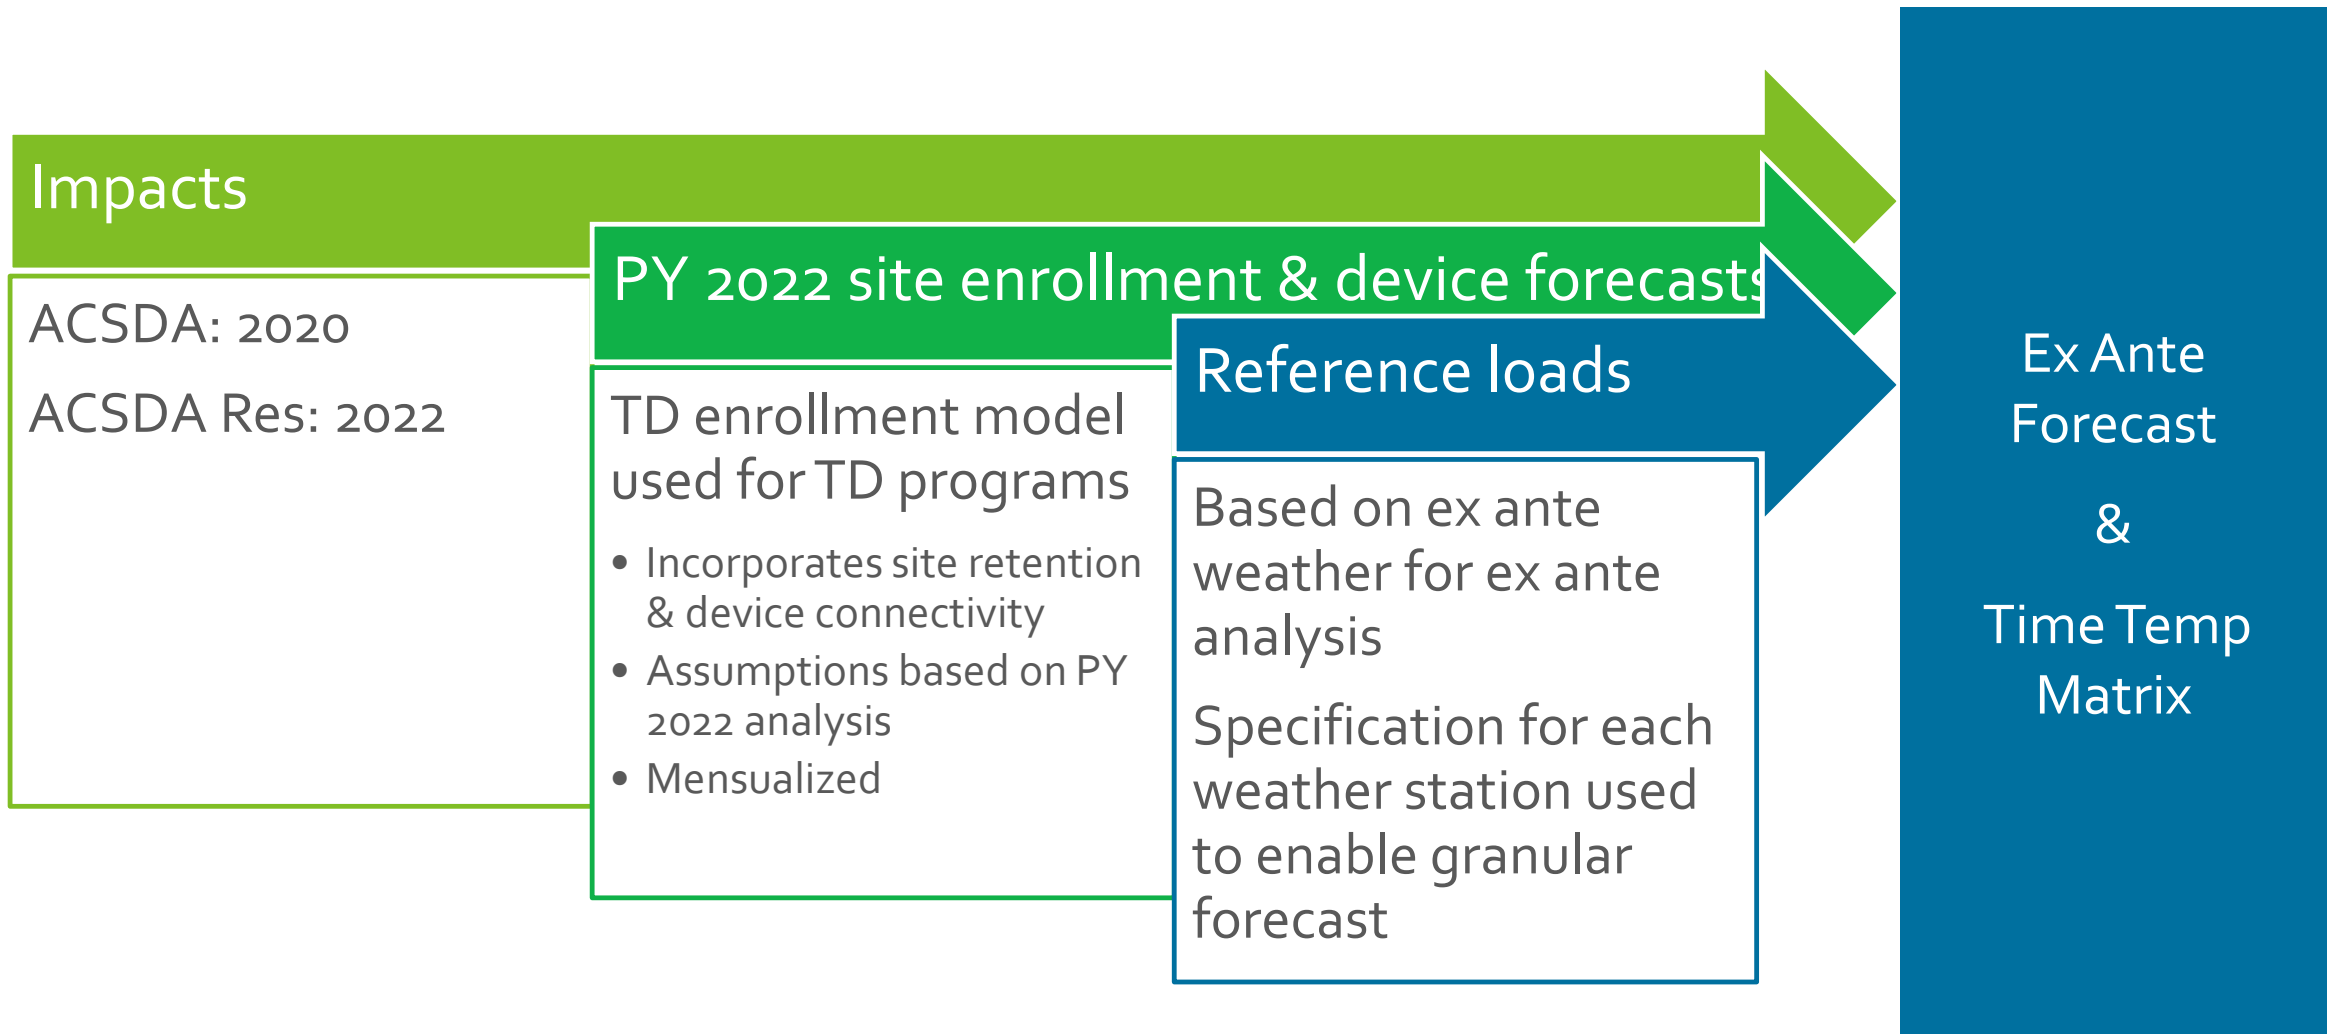 Impacts
ACSDA: 2020
ACSDA Res: 2022
PY 2022 site enrollment & device forecasts
TD enrollment model
used for TD programs
• Incorporates site retention
& device connectivity
• Assumptions based on PY
2022 analysis
• Mensualized
Reference loads
Based on ex ante
weather for ex ante
analysis
Specification for each
weather station used
to enable granular
forecast
Ex Ante
Forecast
&
Time Temp
Matrix